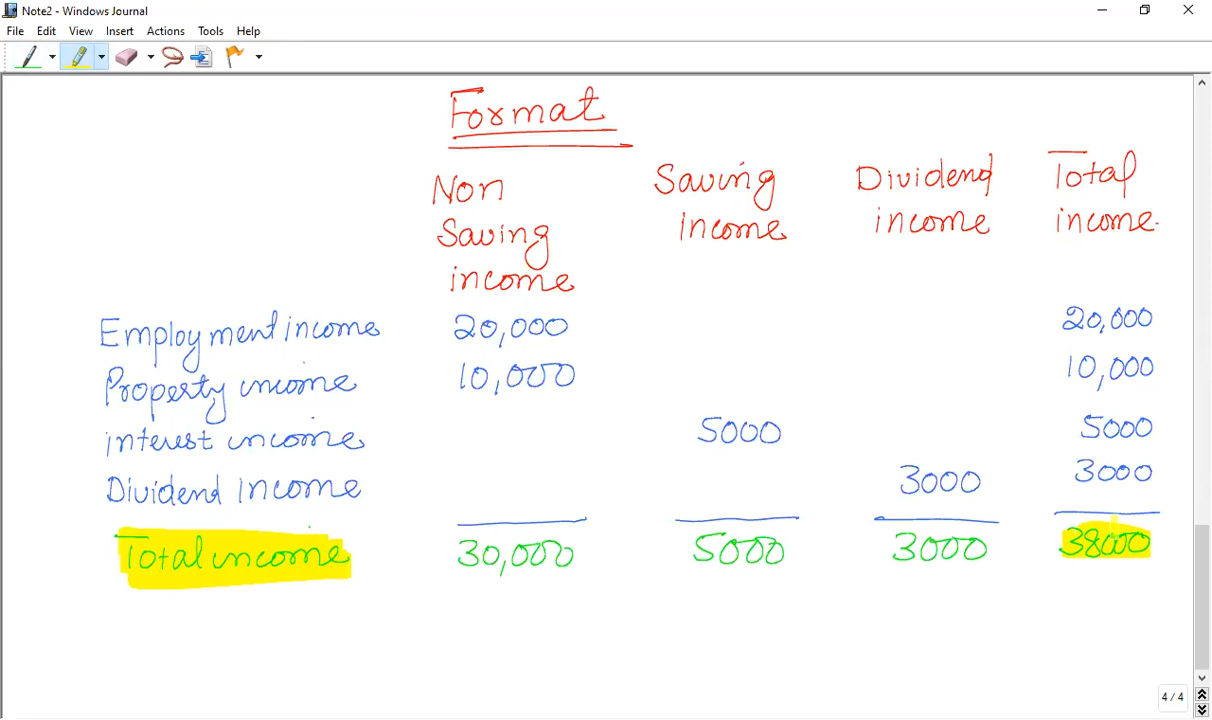 Note2 - Windows Journal
File Edit View Insert Actions Tools Help
Format
Non Saving income
Saving income
Dividend income
Total income
Employment income 20,000 20,000
Property income 10,000 10,000
interest income 5000 5000
Dividend income 3000 3000
Total income 30,000 5000 3000 38000
4 / 4